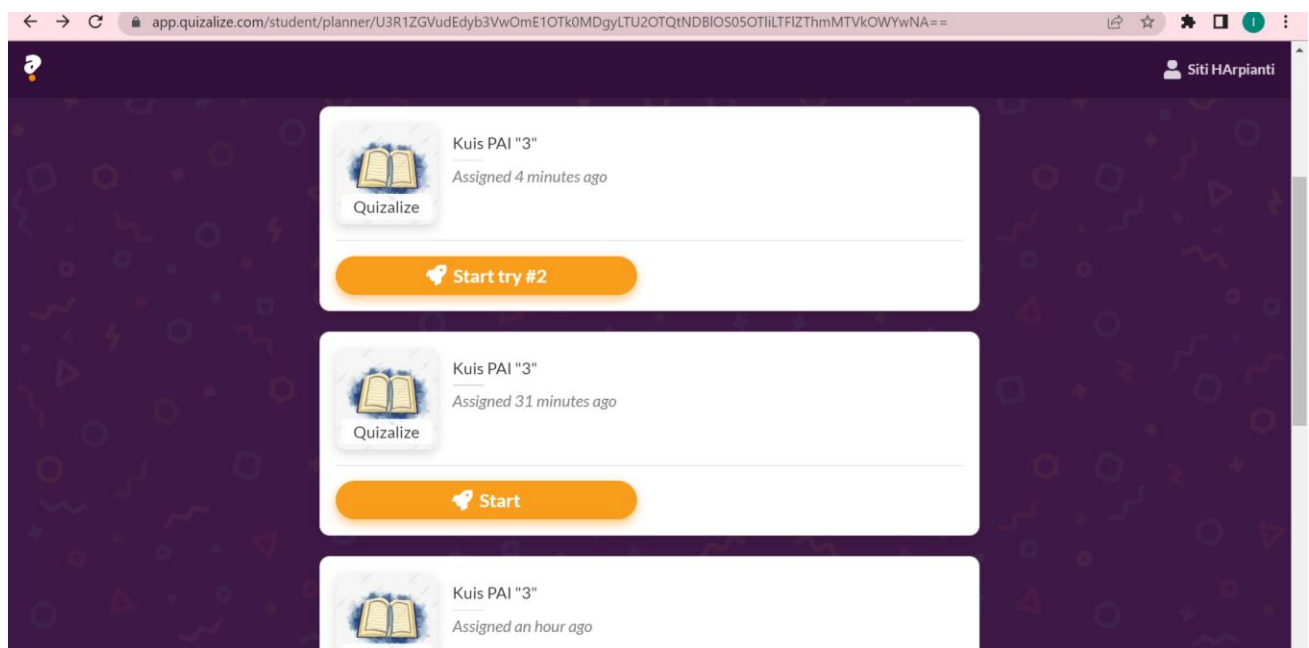 app.quizalize.com/student/planner/U3R1ZGVudEdyb3VwOmE1OTk0MDgyLTU2OTQtNDBlOS05OTliLTFlZThmMTVkOWYwNA==
I
Siti HArpianti
Kuis PAI "3"
Assigned 4 minutes ago
Quizalize
Start try #2
Kuis PAI "3"
Assigned 31 minutes ago
Quizalize
Start
Kuis PAI "3"
Assigned an hour ago